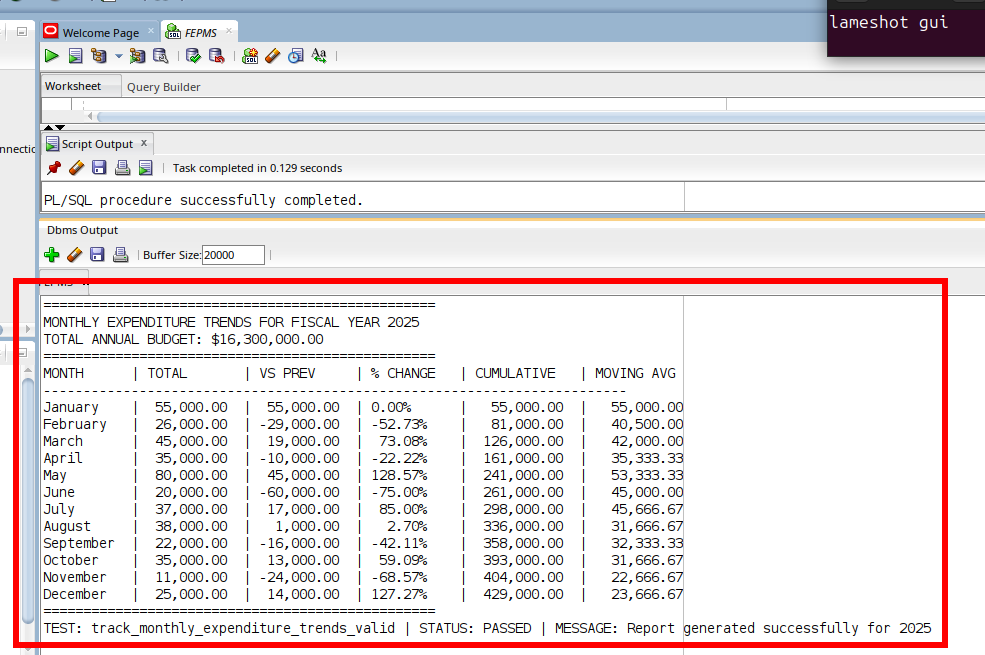 lameshot gui
Welcome Page
FEPMS
Worksheet
Query Builder
Script Output
Task completed in 0.129 seconds
PL/SQL procedure successfully completed.
Dbms Output
Buffer Size: 20000
==================================================
MONTHLY EXPENDITURE TRENDS FOR FISCAL YEAR 2025
TOTAL ANNUAL BUDGET: $16,300,000.00
==================================================
MONTH | TOTAL | VS PREV | % CHANGE | CUMULATIVE | MOVING AVG
--------------------------------------------------------------------------
January | 55,000.00 | 55,000.00 | 0.00% | 55,000.00 | 55,000.00
February | 26,000.00 | -29,000.00 | -52.73% | 81,000.00 | 40,500.00
March | 45,000.00 | 19,000.00 | 73.08% | 126,000.00 | 42,000.00
April | 35,000.00 | -10,000.00 | -22.22% | 161,000.00 | 35,333.33
May | 80,000.00 | 45,000.00 | 128.57% | 241,000.00 | 53,333.33
June | 20,000.00 | -60,000.00 | -75.00% | 261,000.00 | 45,000.00
July | 37,000.00 | 17,000.00 | 85.00% | 298,000.00 | 45,666.67
August | 38,000.00 | 1,000.00 | 2.70% | 336,000.00 | 31,666.67
September | 22,000.00 | -16,000.00 | -42.11% | 358,000.00 | 32,333.33
October | 35,000.00 | 13,000.00 | 59.09% | 393,000.00 | 31,666.67
November | 11,000.00 | -24,000.00 | -68.57% | 404,000.00 | 22,666.67
December | 25,000.00 | 14,000.00 | 127.27% | 429,000.00 | 23,666.67
==================================================
TEST: track_monthly_expenditure_trends_valid | STATUS: PASSED | MESSAGE: Report generated successfully for 2025